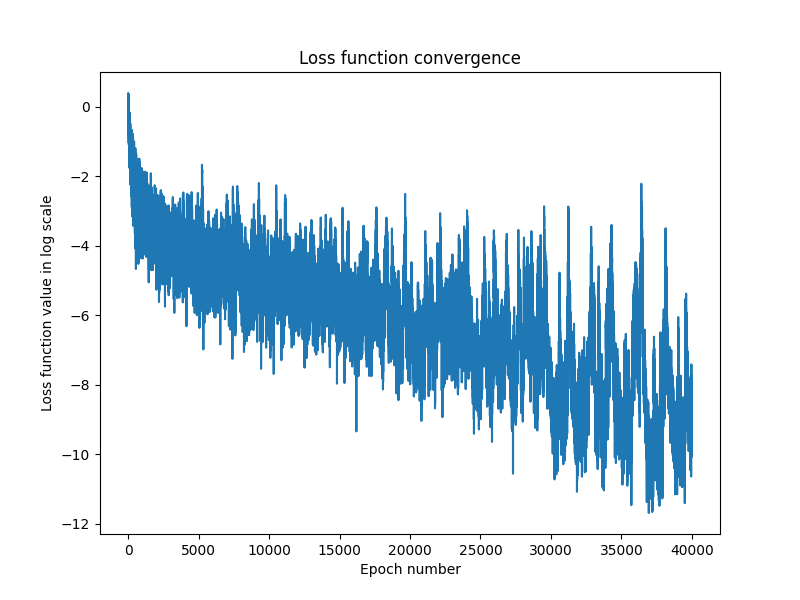 Loss function convergence
Loss function value in log scale
0
−2
−4
−6
−8
−10
−12
0 5000 10000 15000 20000 25000 30000 35000 40000
Epoch number